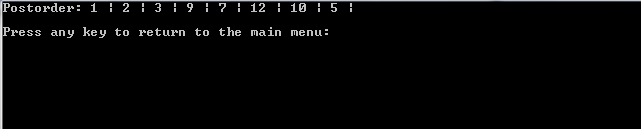 Postorder: 1 ¦ 2 ¦ 3 ¦ 9 ¦ 7 ¦ 12 ¦ 10 ¦ 5 ¦
Press any key to return to the main menu: